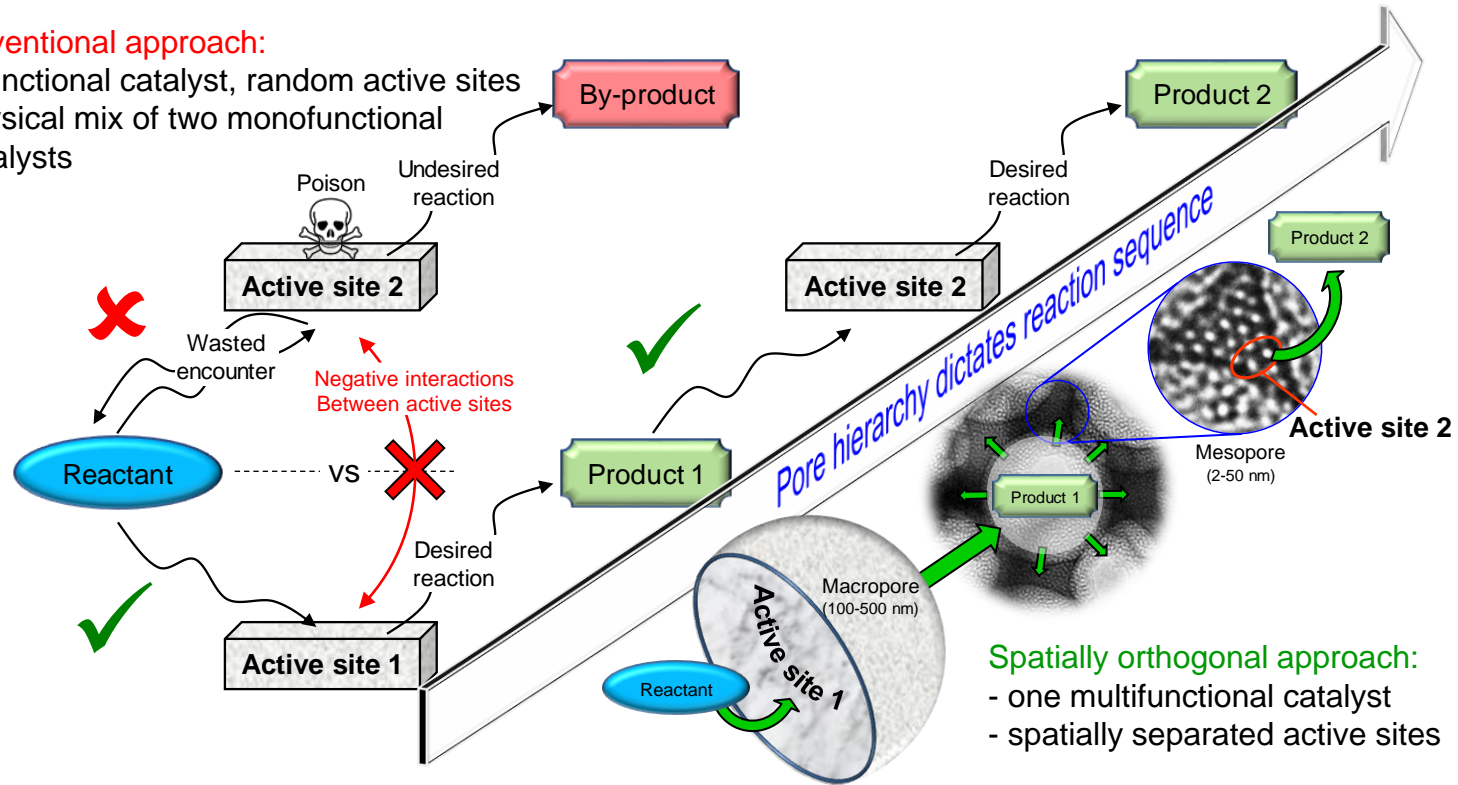 ventional approach:
nctional catalyst, random active sites
ysical mix of two monofunctional
alysts
By-product
Product 2
Poison
Undesired
reaction
Desired
reaction
Active site 2
Active site 2
Product 2
Wasted
encounter
Negative interactions
Between active sites
Pore hierarchy dictates reaction sequence
Active site 2
Mesopore
(2-50 nm)
Reactant
vs
Product 1
Product 1
Desired
reaction
Macropore
(100-500 nm)
Active site 1
Active site 1
Reactant
Spatially orthogonal approach:
- one multifunctional catalyst
- spatially separated active sites